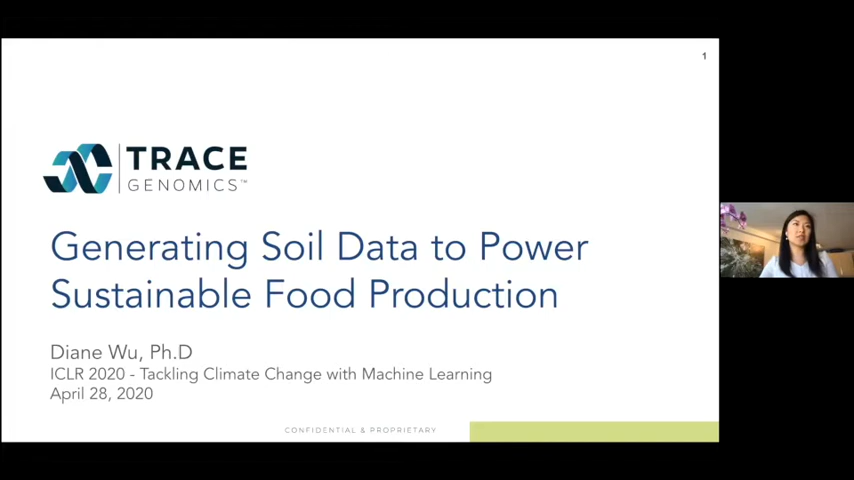 1
TRACE
GENOMICS™
Generating Soil Data to Power
Sustainable Food Production
Diane Wu, Ph.D
ICLR 2020 - Tackling Climate Change with Machine Learning
April 28, 2020
CONFIDENTIAL & PROPRIETARY